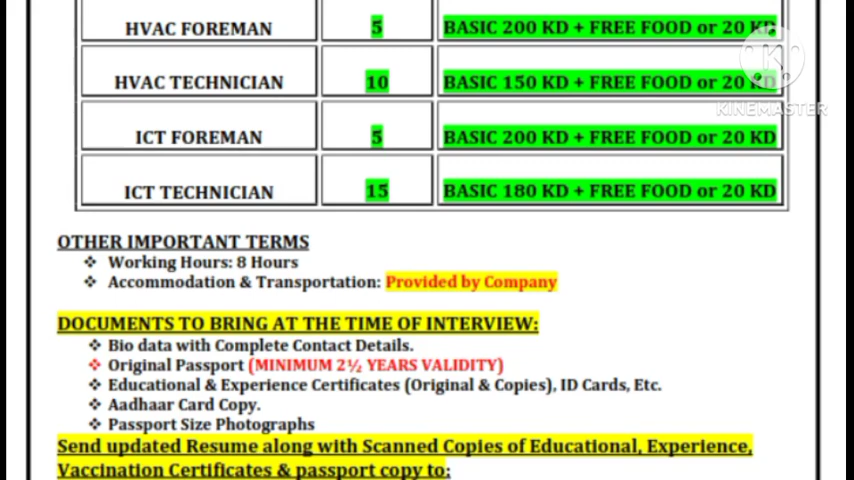 HVAC FOREMAN 5 BASIC 200 KD + FREE FOOD or 20 KD
HVAC TECHNICIAN 10 BASIC 150 KD + FREE FOOD or 20 KD
K
KINEMASTER
ICT FOREMAN 5 BASIC 200 KD + FREE FOOD or 20 KD
ICT TECHNICIAN 15 BASIC 180 KD + FREE FOOD or 20 KD
OTHER IMPORTANT TERMS
❖ Working Hours: 8 Hours
❖ Accommodation & Transportation: Provided by Company
DOCUMENTS TO BRING AT THE TIME OF INTERVIEW:
❖ Bio data with Complete Contact Details.
❖ Original Passport (MINIMUM 2½ YEARS VALIDITY)
❖ Educational & Experience Certificates (Original & Copies), ID Cards, Etc.
❖ Aadhaar Card Copy.
❖ Passport Size Photographs
Send updated Resume along with Scanned Copies of Educational, Experience,
Vaccination Certificates & passport copy to: